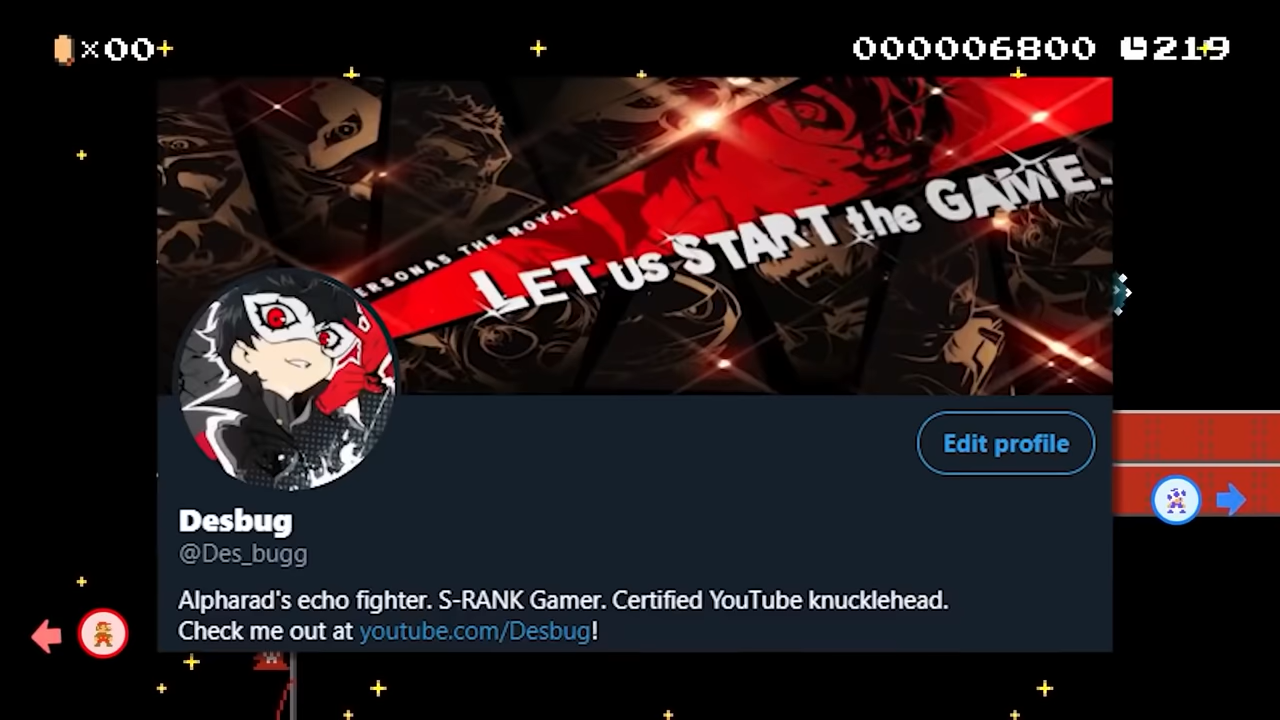 ×00
000006800 219
PERSONA5 THE ROYAL
LET us START the GAME.
Edit profile
Desbug
@Des_bugg
Alpharad's echo fighter. S-RANK Gamer. Certified YouTube knucklehead.
Check me out at youtube.com/Desbug!